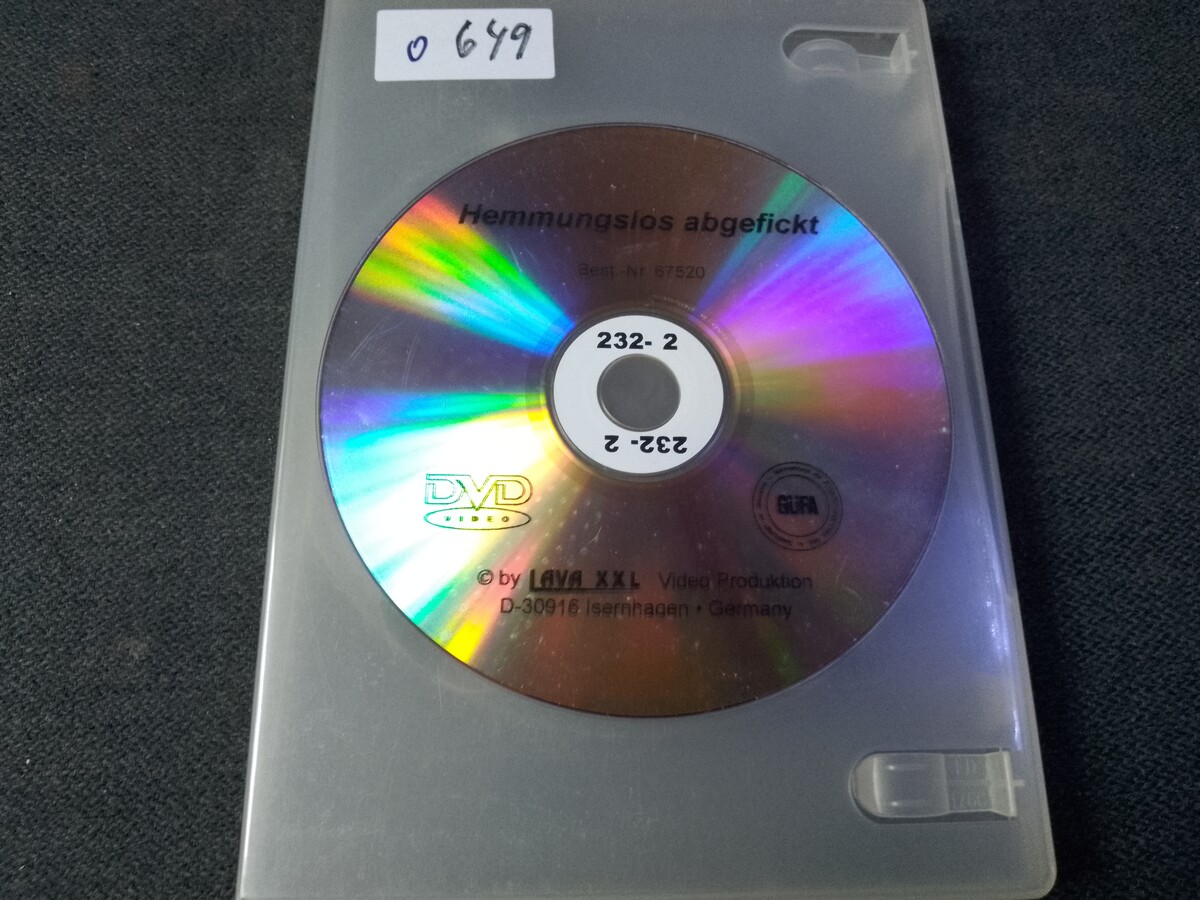 o 649
Hemmungslos abgefickt
Best.-Nr. 67520
232- 2
232- 2
DVD
VIDEO
GÜFA
© by LAVA XXL Video Produktion
D-30916 Isernhagen • Germany